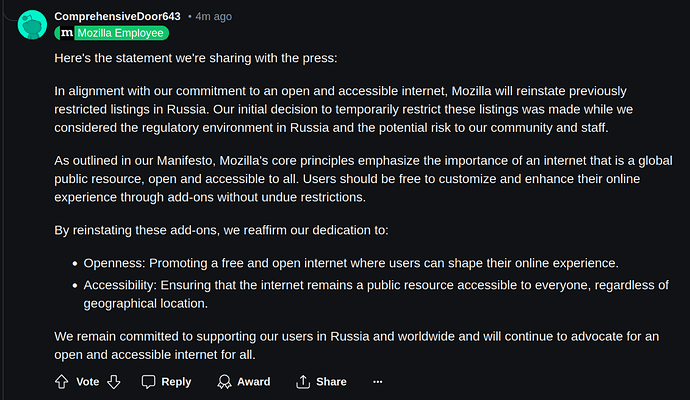 ComprehensiveDoor643 • 4m ago
m Mozilla Employee
Here's the statement we're sharing with the press:
In alignment with our commitment to an open and accessible internet, Mozilla will reinstate previously
restricted listings in Russia. Our initial decision to temporarily restrict these listings was made while we
considered the regulatory environment in Russia and the potential risk to our community and staff.
As outlined in our Manifesto, Mozilla's core principles emphasize the importance of an internet that is a global
public resource, open and accessible to all. Users should be free to customize and enhance their online
experience through add-ons without undue restrictions.
By reinstating these add-ons, we reaffirm our dedication to:
• Openness: Promoting a free and open internet where users can shape their online experience.
• Accessibility: Ensuring that the internet remains a public resource accessible to everyone, regardless of
geographical location.
We remain committed to supporting our users in Russia and worldwide and will continue to advocate for an
open and accessible internet for all.
Vote Reply Award Share ···